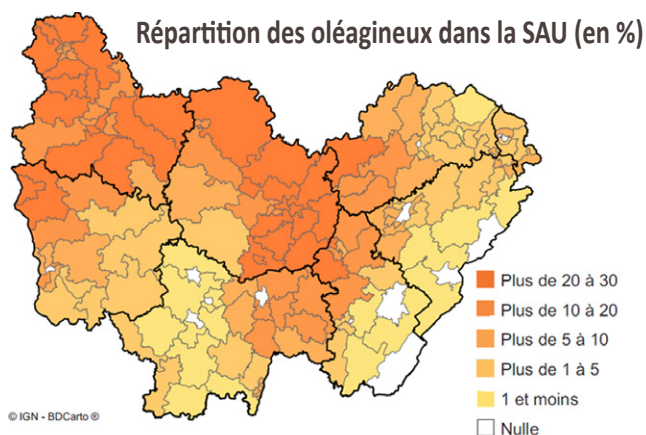 Répartition des oléagineux dans la SAU (en %)
Plus de 20 à 30
Plus de 10 à 20
Plus de 5 à 10
Plus de 1 à 5
1 et moins
Nulle
© IGN - BDCarto ®